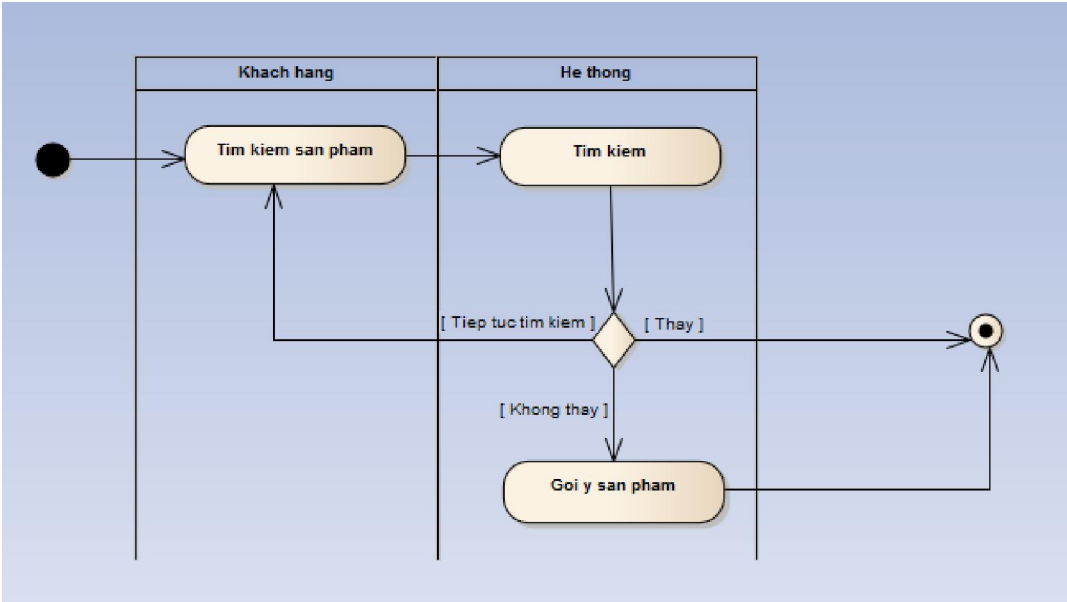 Khach hang
He thong
Tim kiem san pham
Tim kiem
[ Tiep tuc tim kiem ]
[ Thay ]
[ Khong thay ]
Goi y san pham